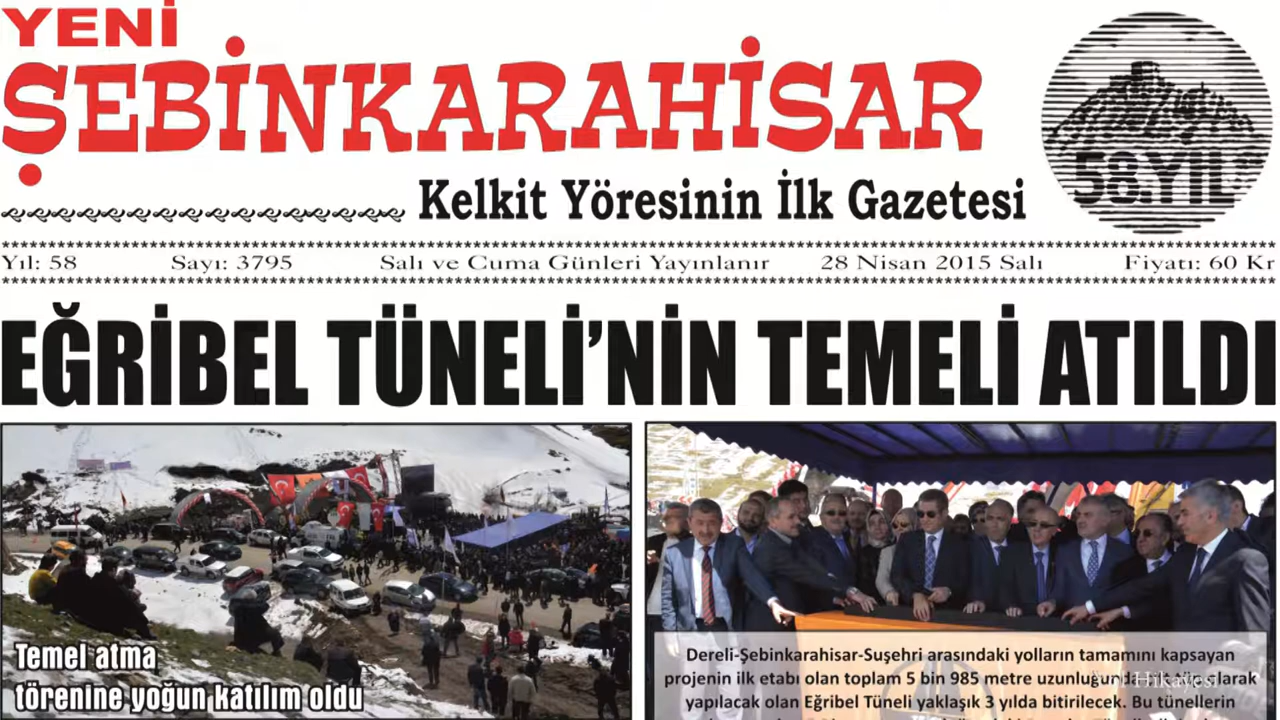 YENİ
ŞEBİNKARAHİSAR
58.YIL
Kelkit Yöresinin İlk Gazetesi
Yıl: 58 Sayı: 3795 Salı ve Cuma Günleri Yayınlanır 28 Nisan 2015 Salı Fiyatı: 60 Kr
EĞRİBEL TÜNELİ'NİN TEMELİ ATILDI
Temel atma
törenine yoğun katılım oldu
Dereli-Şebinkarahisar-Suşehri arasındaki yolların tamamını kapsayan
projenin ilk etabı olan toplam 5 bin 985 metre uzunluğunda olarak
yapılacak olan Eğribel Tüneli yaklaşık 3 yılda bitirilecek. Bu tünellerin
Hikayesi